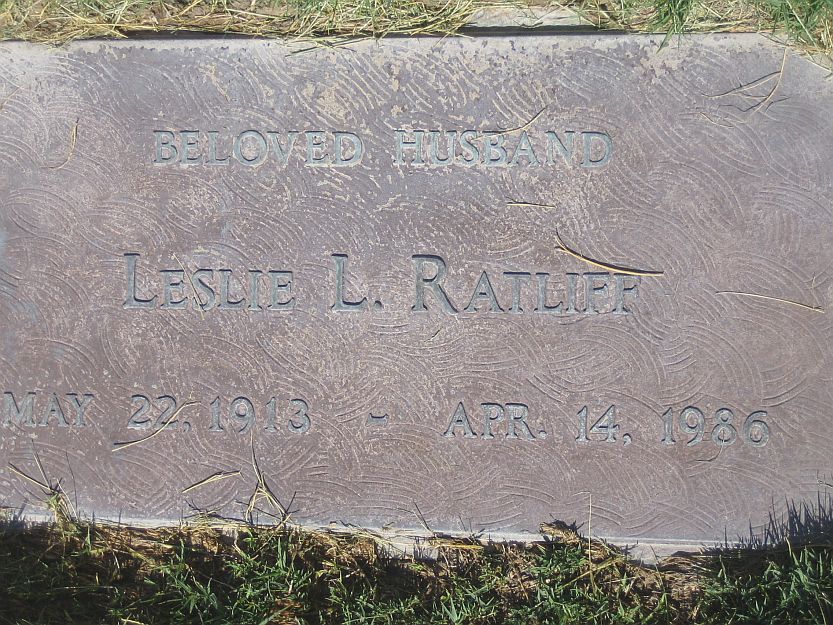 BELOVED HUSBAND
LESLIE L. RATLIFF
MAY 22, 1913 - APR. 14, 1986